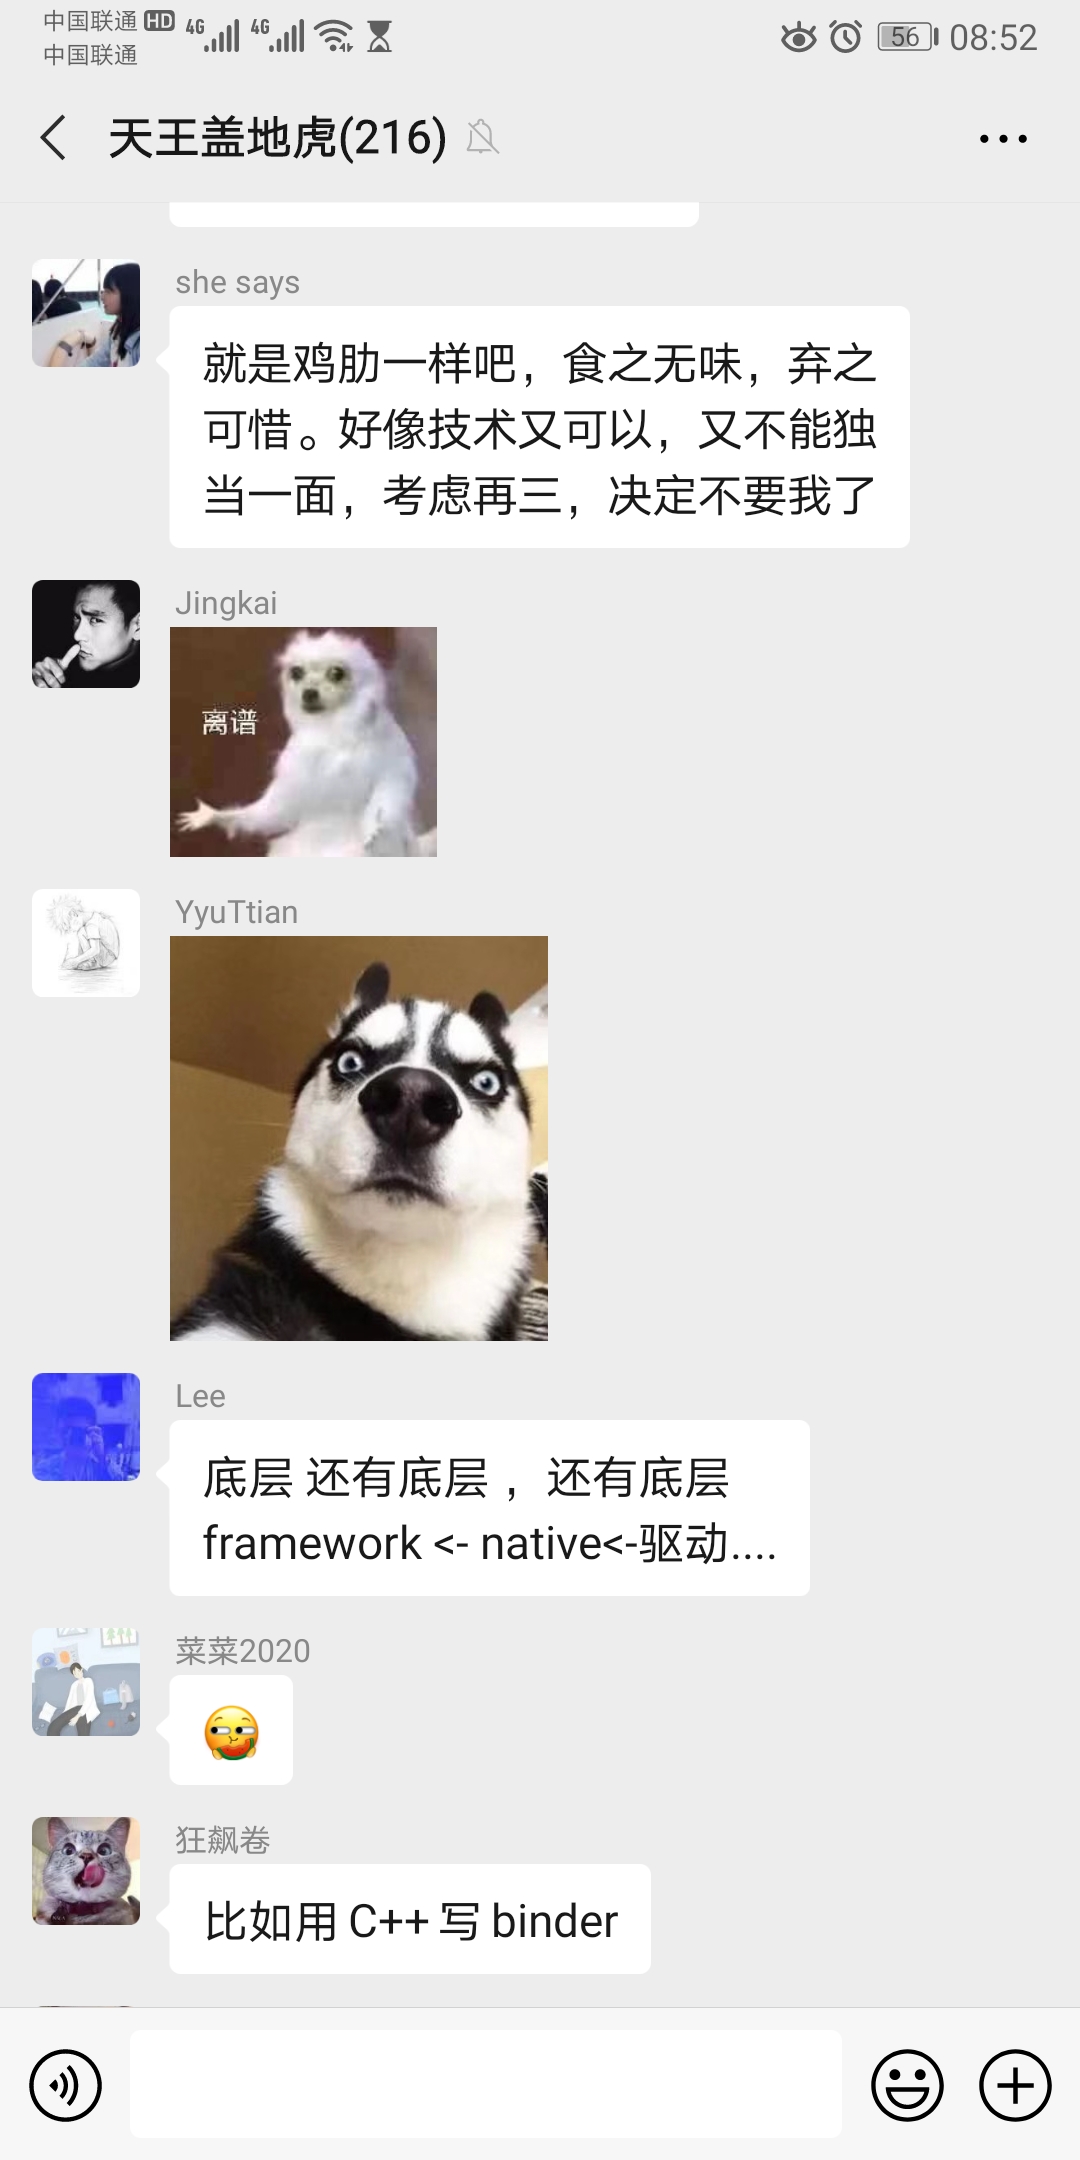 中国联通 HD 4G 4G 56 08:52
中国联通
天王盖地虎(216)
she says
就是鸡肋一样吧，食之无味，弃之
可惜。好像技术又可以，又不能独
当一面，考虑再三，决定不要我了
Jingkai
离谱
YyuTtian
Lee
底层 还有底层 ，还有底层
framework <- native<-驱动....
菜菜2020
狂飙卷
比如用 C++ 写 binder